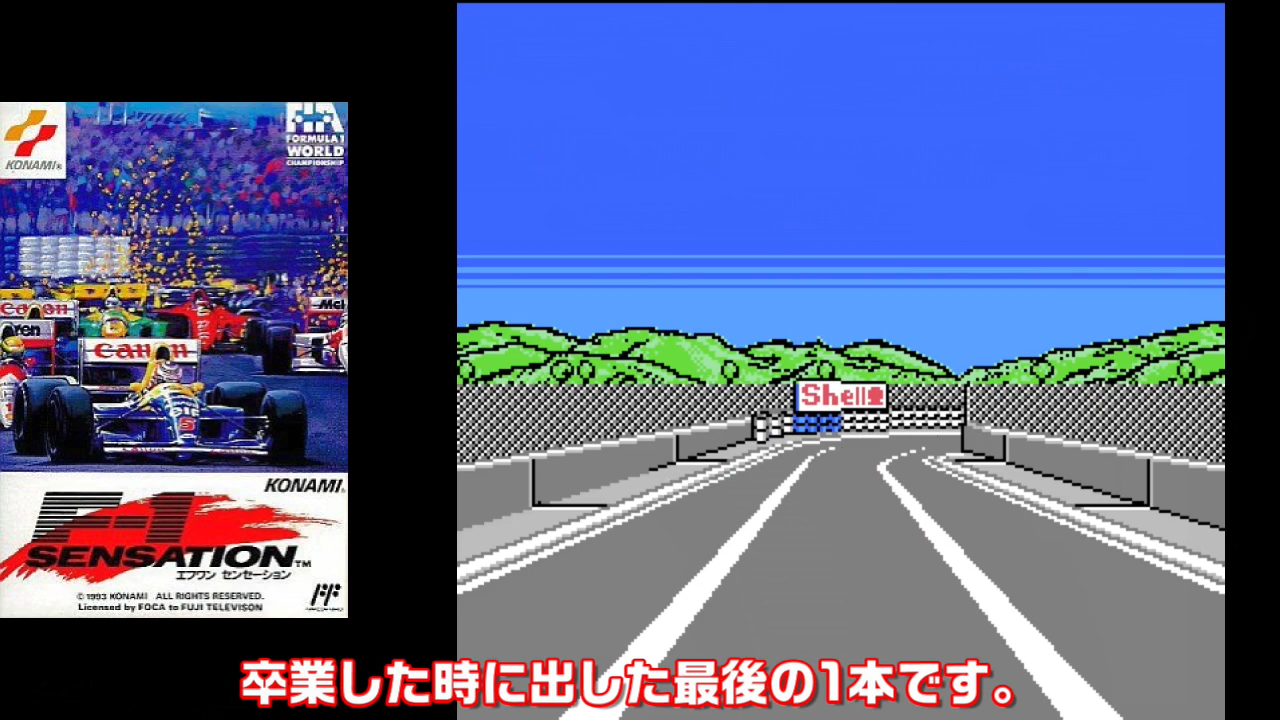 KONAMI®
FIA
FORMULA 1
WORLD
CHAMPIONSHIP
Canon
Canon
KONAMI®
F-1
SENSATION™
エフワン センセーション
© 1993 KONAMI ALL RIGHTS RESERVED.
Licensed by FOCA to FUJI TELEVISON
Shell
卒業した時に出した最後の1本です。